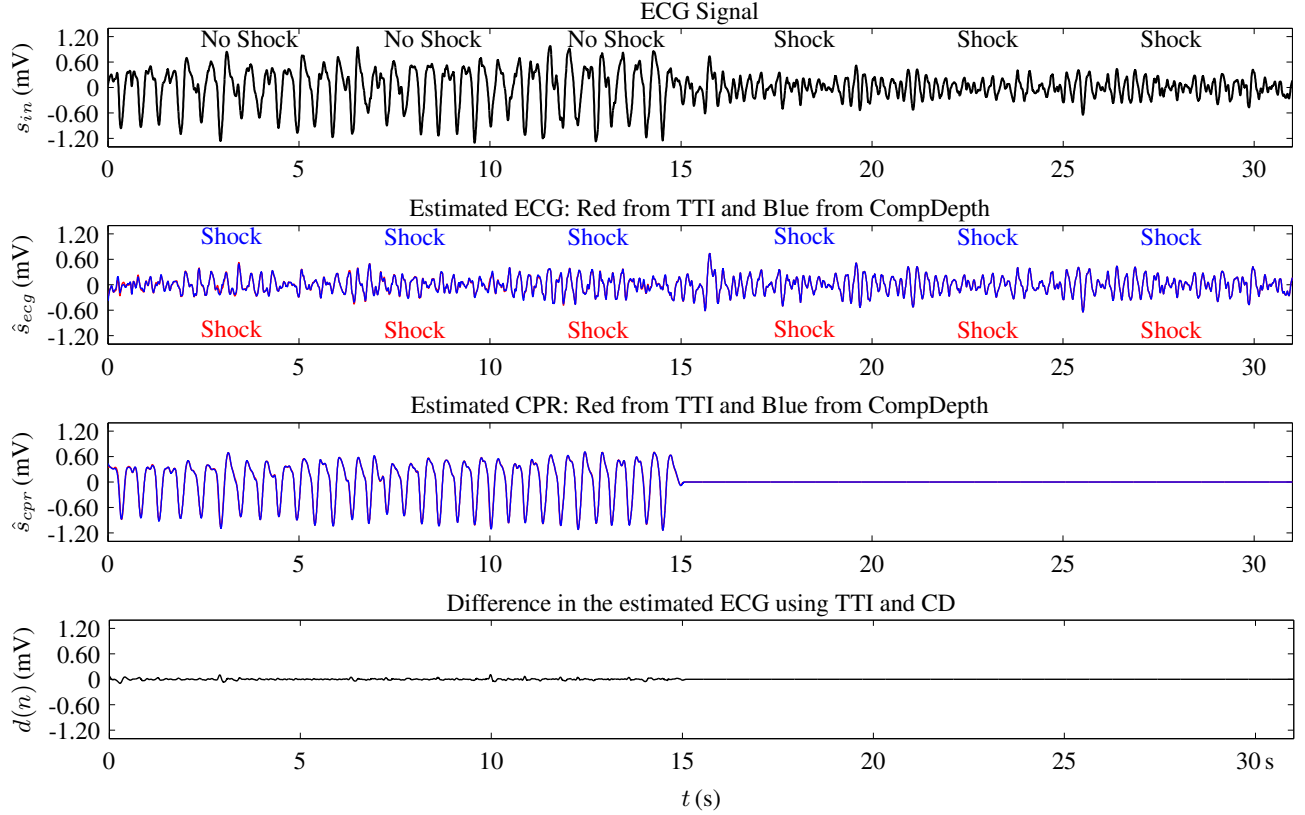 ECG Signal
No Shock No Shock No Shock Shock Shock Shock
1.20
0.60
0
-0.60
-1.20
s_in (mV)
0 5 10 15 20 25 30
Estimated ECG: Red from TTI and Blue from CompDepth
Shock Shock Shock Shock Shock Shock
1.20
0.60
0
-0.60
-1.20
ŝ_ecg (mV)
Shock Shock Shock Shock Shock Shock
0 5 10 15 20 25 30
Estimated CPR: Red from TTI and Blue from CompDepth
1.20
0.60
0
-0.60
-1.20
ŝ_cpr (mV)
0 5 10 15 20 25 30
Difference in the estimated ECG using TTI and CD
1.20
0.60
0
-0.60
-1.20
d(n) (mV)
0 5 10 15 20 25 30 s
t (s)